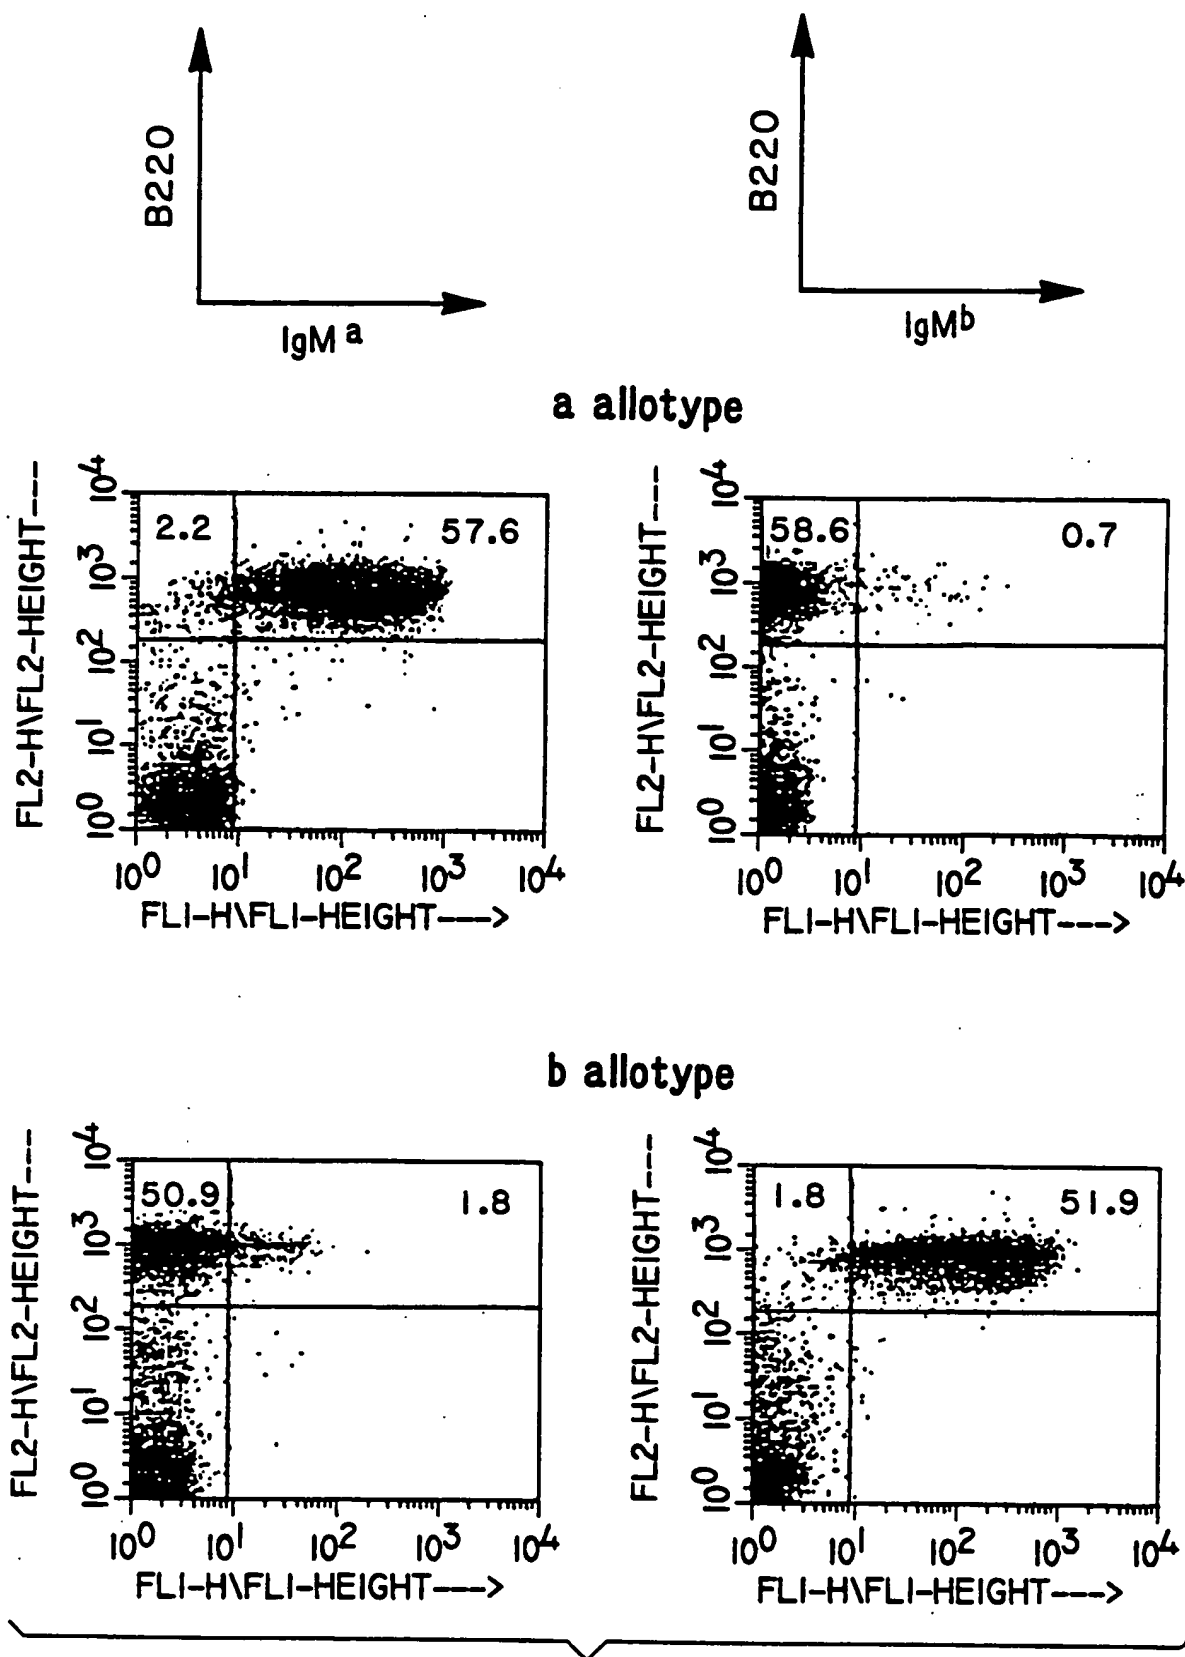 B220
IgM a
B220
IgM b
a allotype
FL2-H\FL2-HEIGHT---
10⁴
10³
10²
10¹
10⁰
2.2
57.6
10⁰ 10¹ 10² 10³ 10⁴
FL1-H\FL1-HEIGHT--->
FL2-H\FL2-HEIGHT---
10⁴
10³
10²
10¹
10⁰
58.6
0.7
10⁰ 10¹ 10² 10³ 10⁴
FL1-H\FL1-HEIGHT--->
b allotype
FL2-H\FL2-HEIGHT---
10⁴
10³
10²
10¹
10⁰
50.9
1.8
10⁰ 10¹ 10² 10³ 10⁴
FL1-H\FL1-HEIGHT--->
FL2-H\FL2-HEIGHT---
10⁴
10³
10²
10¹
10⁰
1.8
51.9
10⁰ 10¹ 10² 10³ 10⁴
FL1-H\FL1-HEIGHT--->